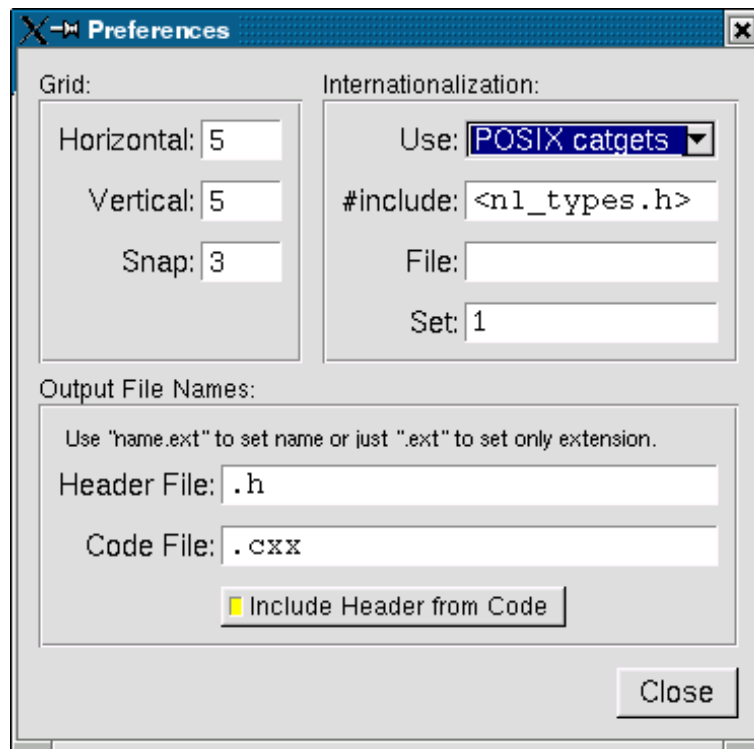 Preferences
Grid:
Horizontal: 5
Vertical: 5
Snap: 3
Internationalization:
Use: POSIX catgets
#include: <nl_types.h>
File:
Set: 1
Output File Names:
Use "name.ext" to set name or just ".ext" to set only extension.
Header File: .h
Code File: .cxx
Include Header from Code
Close